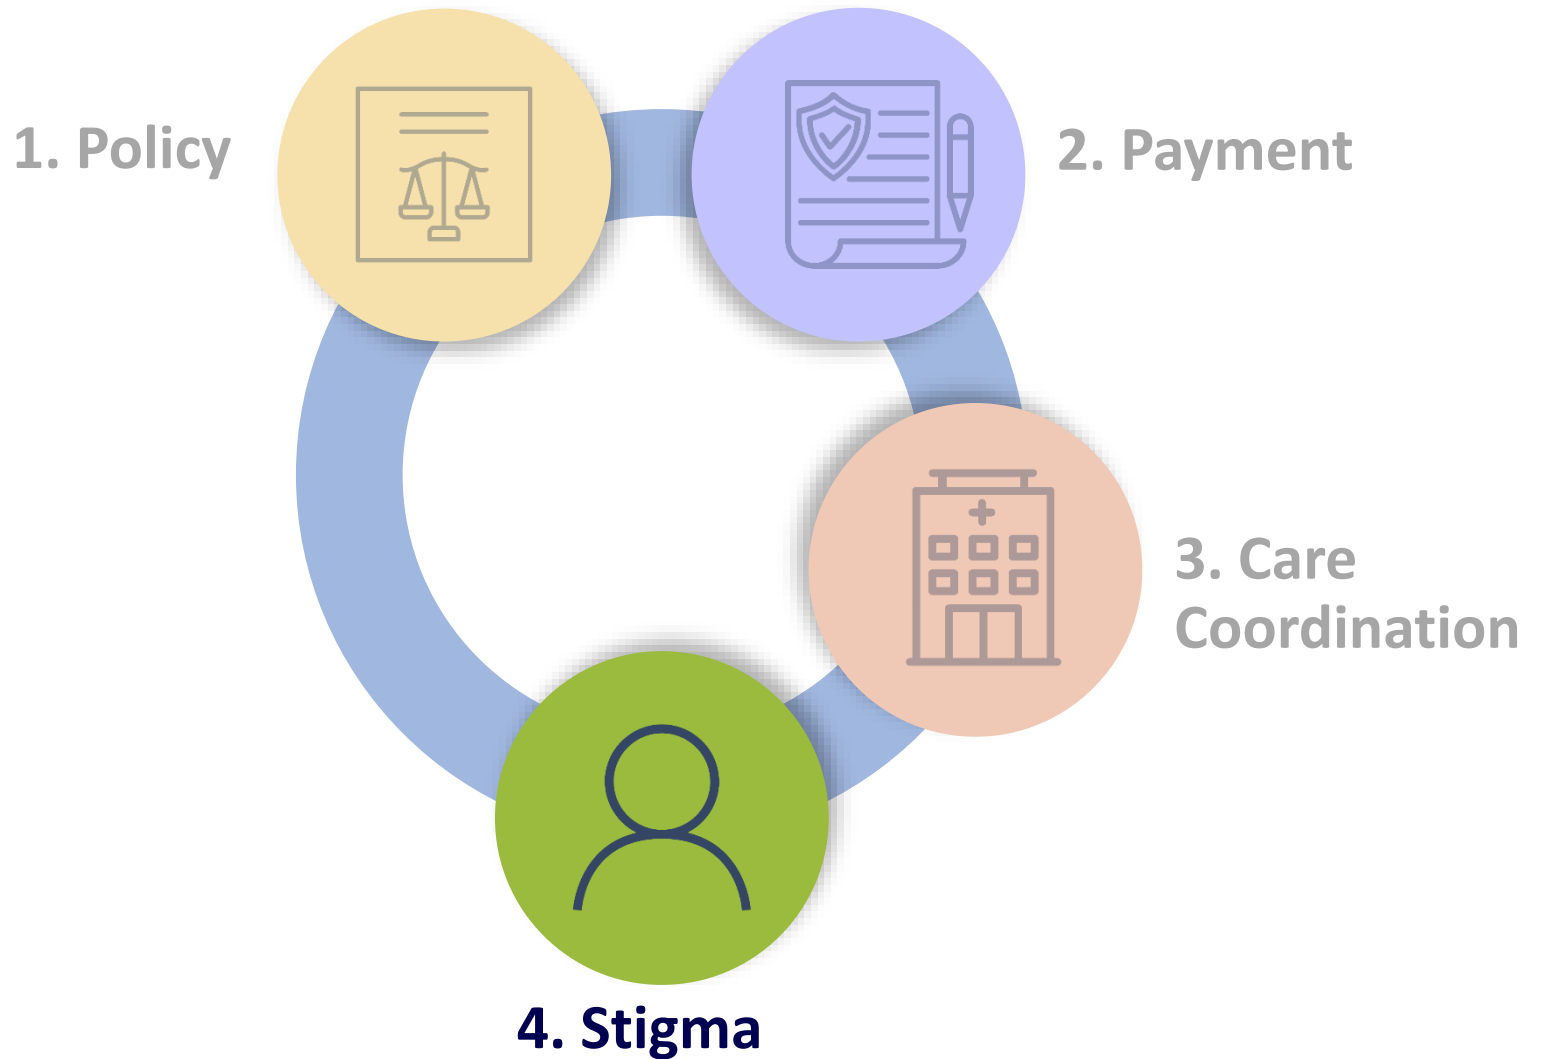 1. Policy
2. Payment
3. Care
Coordination
4. Stigma